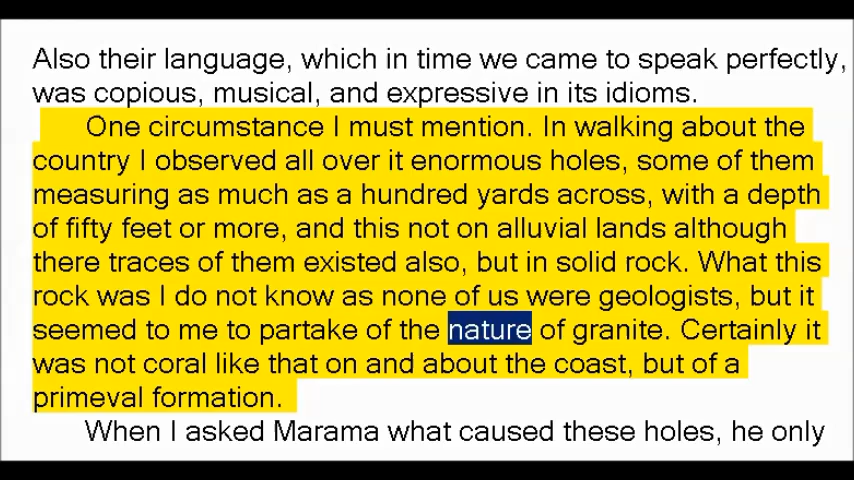 Also their language, which in time we came to speak perfectly,
was copious, musical, and expressive in its idioms.
One circumstance I must mention. In walking about the
country I observed all over it enormous holes, some of them
measuring as much as a hundred yards across, with a depth
of fifty feet or more, and this not on alluvial lands although
there traces of them existed also, but in solid rock. What this
rock was I do not know as none of us were geologists, but it
seemed to me to partake of the nature of granite. Certainly it
was not coral like that on and about the coast, but of a
primeval formation.
When I asked Marama what caused these holes, he only